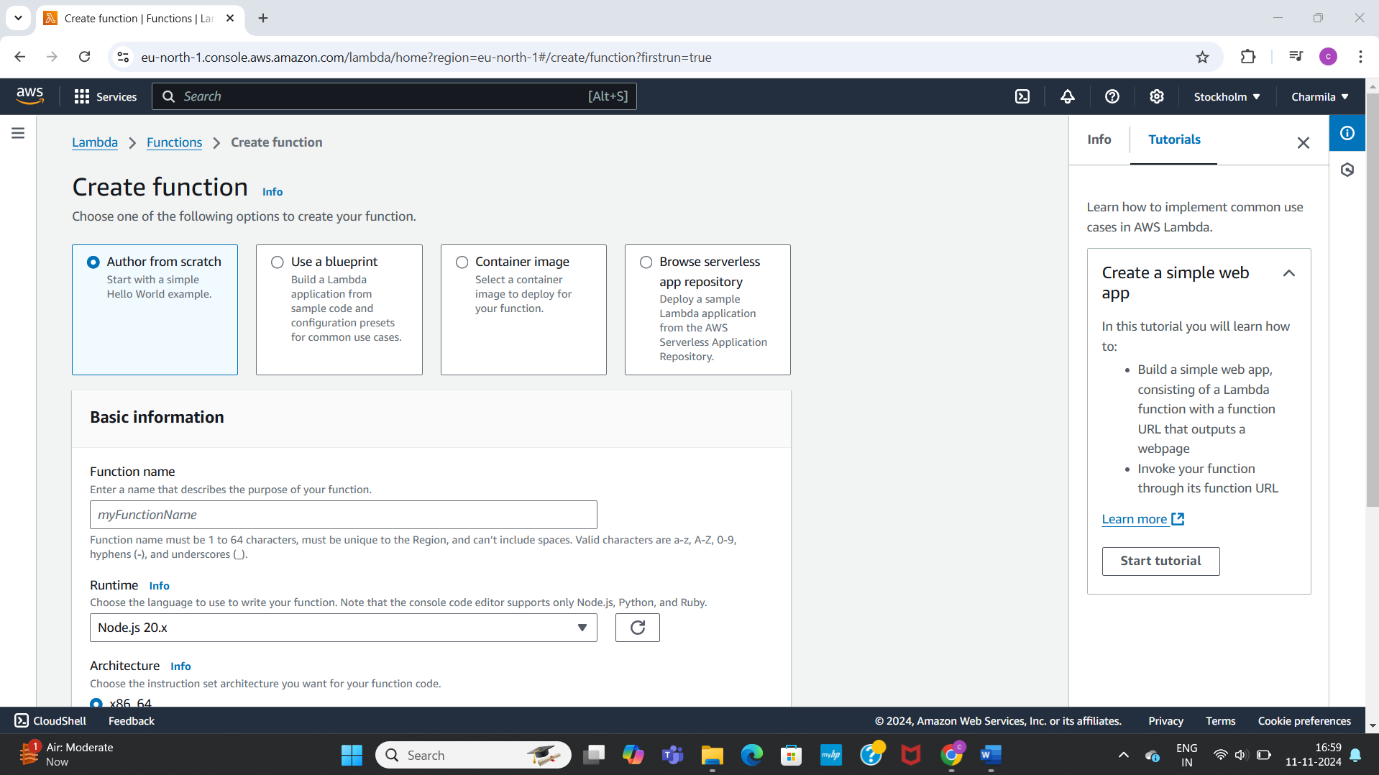 Create function | Functions | La
eu-north-1.console.aws.amazon.com/lambda/home?region=eu-north-1#/create/function?firstrun=true
C
aws
Services
Search
[Alt+S]
Stockholm
Charmila
Lambda
Functions
Create function
Create function
Info
Choose one of the following options to create your function.
Author from scratch
Start with a simple
Hello World example.
Use a blueprint
Build a Lambda
application from
sample code and
configuration presets
for common use cases.
Container image
Select a container
image to deploy for
your function.
Browse serverless
app repository
Deploy a sample
Lambda application
from the AWS
Serverless Application
Repository.
Basic information
Function name
Enter a name that describes the purpose of your function.
myFunctionName
Function name must be 1 to 64 characters, must be unique to the Region, and can't include spaces. Valid characters are a-z, A-Z, 0-9,
hyphens (-), and underscores (_).
Runtime Info
Choose the language to use to write your function. Note that the console code editor supports only Node.js, Python, and Ruby.
Node.js 20.x
Architecture Info
Choose the instruction set architecture you want for your function code.
x86_64
Info
Tutorials
Learn how to implement common use
cases in AWS Lambda.
Create a simple web
app
In this tutorial you will learn how
to:
• Build a simple web app,
consisting of a Lambda
function with a function
URL that outputs a
webpage
• Invoke your function
through its function URL
Learn more
Start tutorial
CloudShell
Feedback
© 2024, Amazon Web Services, Inc. or its affiliates.
Privacy
Terms
Cookie preferences
1
Air: Moderate
Now
Search
myhp
ENG
IN
16:59
11-11-2024